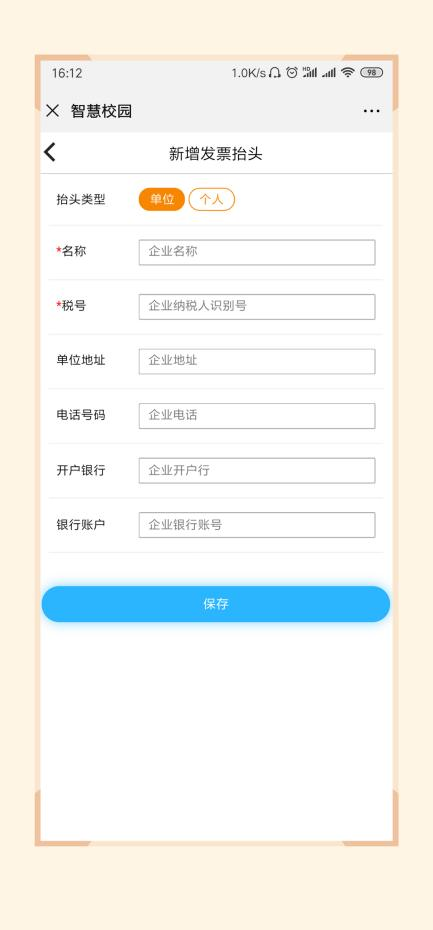 16:12 1.0K/s HD 98
智慧校园
新增发票抬头
抬头类型 单位 个人
*名称 企业名称
*税号 企业纳税人识别号
单位地址 企业地址
电话号码 企业电话
开户银行 企业开户行
银行账户 企业银行账号
保存